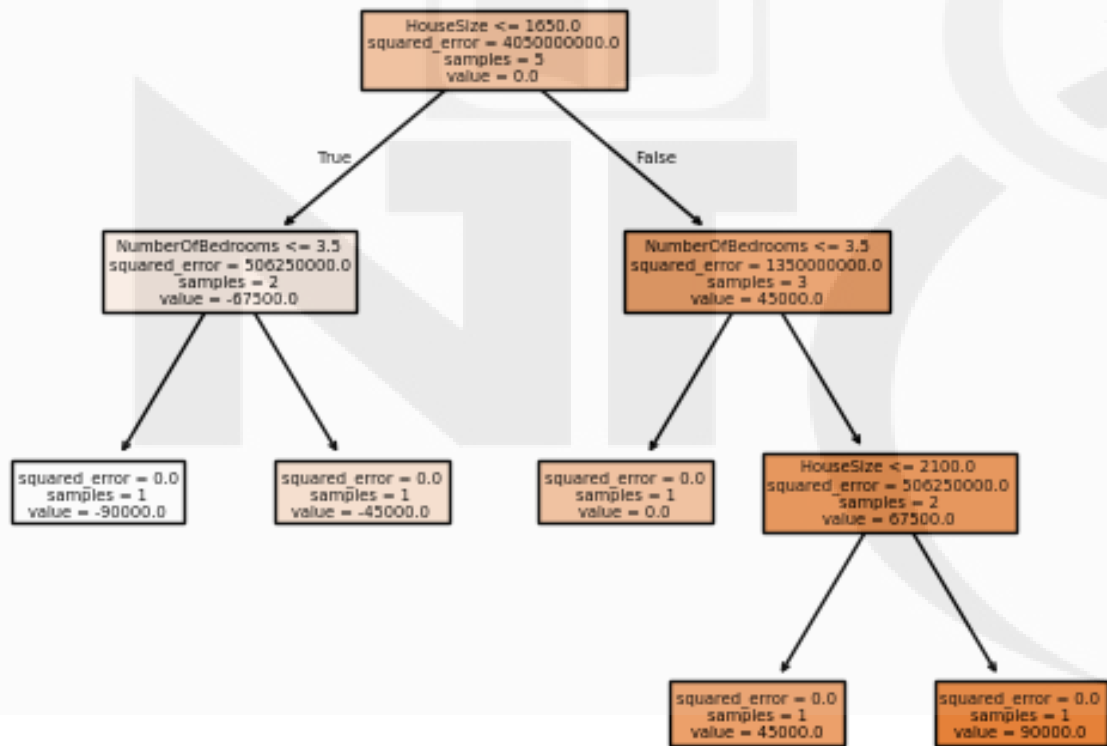 HouseSize <= 1650.0
squared_error = 4050000000.0
samples = 5
value = 0.0
True
False
NumberOfBedrooms <= 3.5
squared_error = 506250000.0
samples = 2
value = -67500.0
NumberOfBedrooms <= 3.5
squared_error = 1350000000.0
samples = 3
value = 45000.0
squared_error = 0.0
samples = 1
value = -90000.0
squared_error = 0.0
samples = 1
value = -45000.0
squared_error = 0.0
samples = 1
value = 0.0
HouseSize <= 2100.0
squared_error = 506250000.0
samples = 2
value = 67500.0
squared_error = 0.0
samples = 1
value = 45000.0
squared_error = 0.0
samples = 1
value = 90000.0